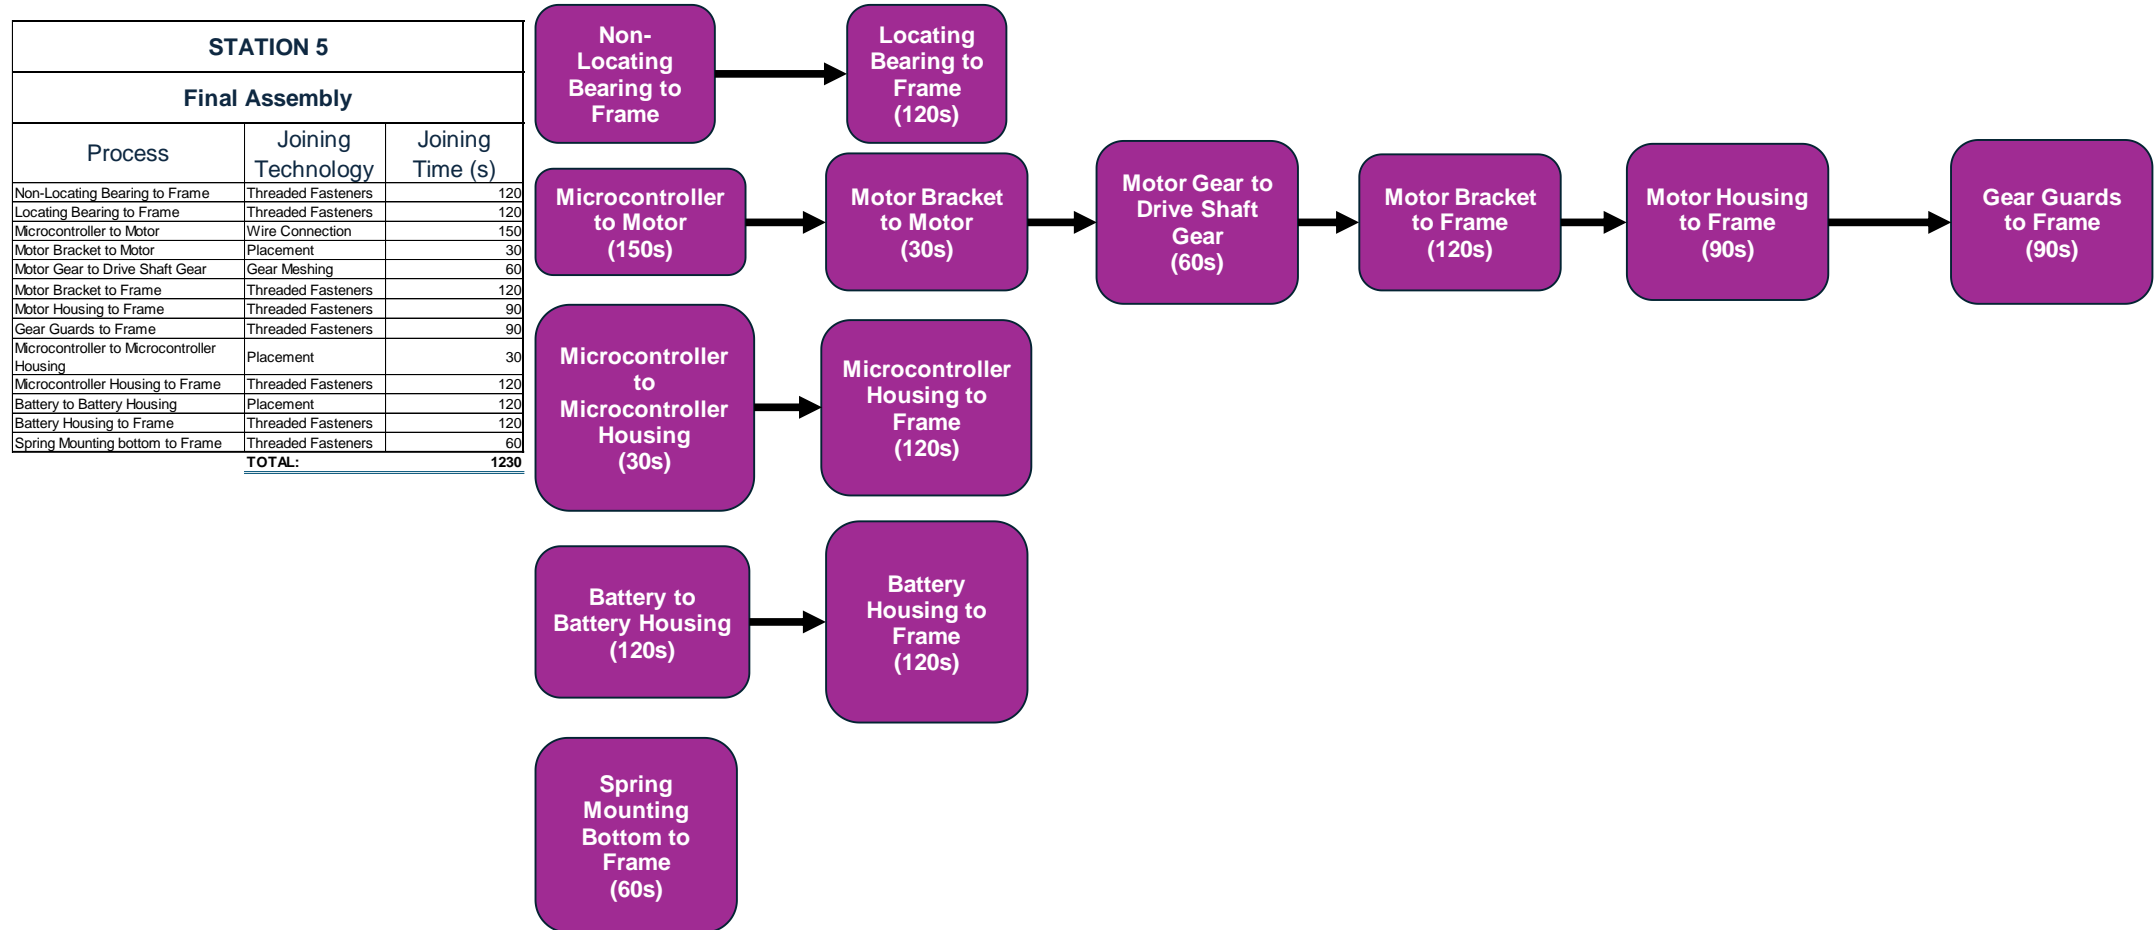 STATION 5
Final Assembly
Process Joining Technology Joining Time (s)
Non-Locating Bearing to Frame Threaded Fasteners 120
Locating Bearing to Frame Threaded Fasteners 120
Microcontroller to Motor Wire Connection 150
Motor Bracket to Motor Placement 30
Motor Gear to Drive Shaft Gear Gear Meshing 60
Motor Bracket to Frame Threaded Fasteners 120
Motor Housing to Frame Threaded Fasteners 90
Gear Guards to Frame Threaded Fasteners 90
Microcontroller to Microcontroller Housing Placement 30
Microcontroller Housing to Frame Threaded Fasteners 120
Battery to Battery Housing Placement 120
Battery Housing to Frame Threaded Fasteners 120
Spring Mounting bottom to Frame Threaded Fasteners 60
TOTAL: 1230
Non-
Locating
Bearing to
Frame
Locating
Bearing to
Frame
(120s)
Microcontroller
to Motor
(150s)
Motor Bracket
to Motor
(30s)
Motor Gear to
Drive Shaft
Gear
(60s)
Motor Bracket
to Frame
(120s)
Motor Housing
to Frame
(90s)
Gear Guards
to Frame
(90s)
Microcontroller
to
Microcontroller
Housing
(30s)
Microcontroller
Housing to
Frame
(120s)
Battery to
Battery Housing
(120s)
Battery
Housing to
Frame
(120s)
Spring
Mounting
Bottom to
Frame
(60s)